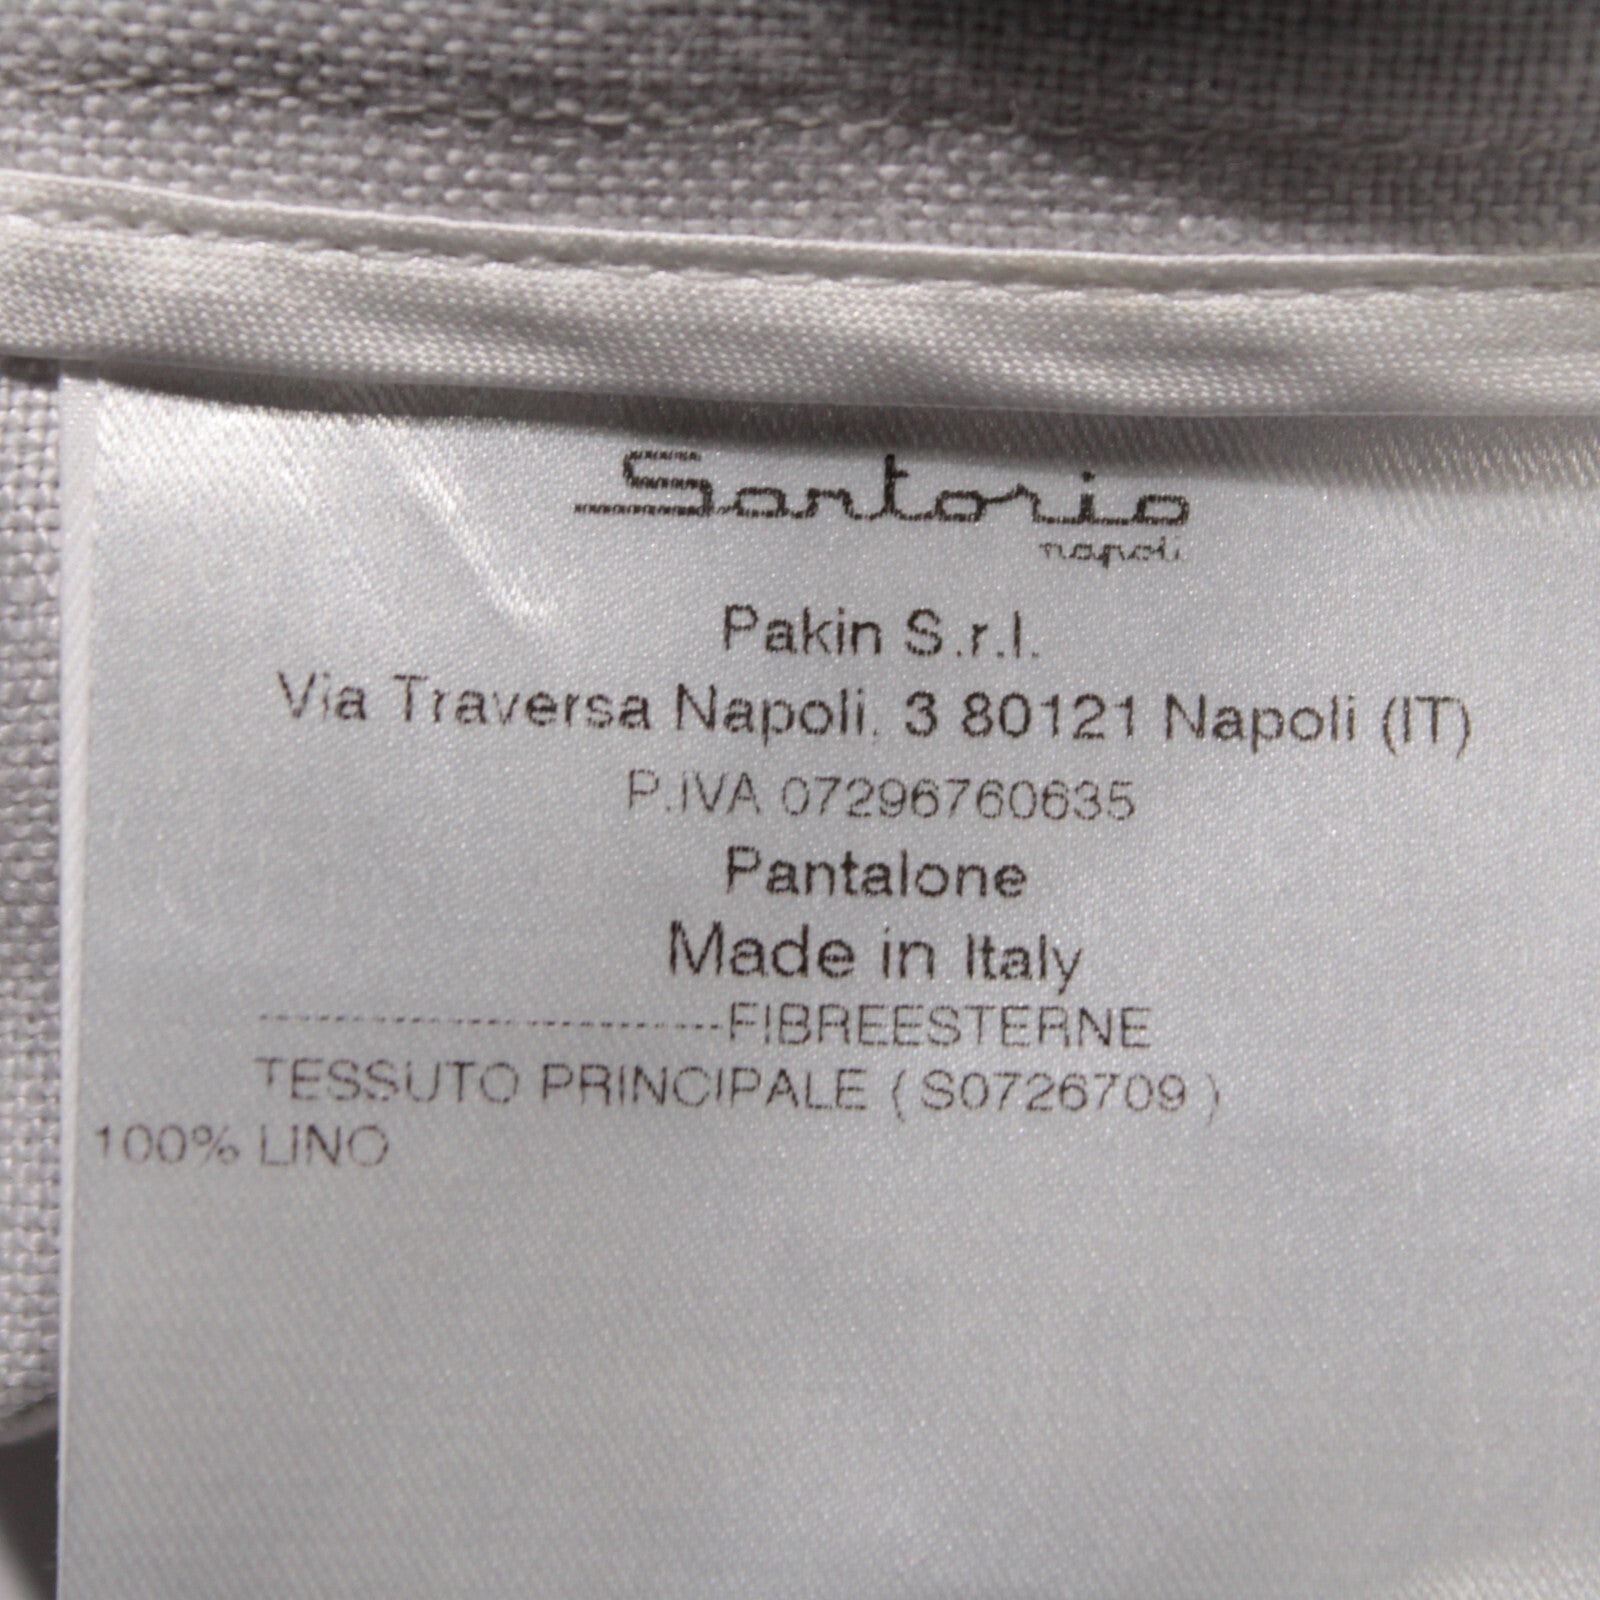 Sartorio
napoli
Pakin S.r.l.
Via Traversa Napoli, 3 80121 Napoli (IT)
P.IVA 07296760635
Pantalone
Made in Italy
--------------------------FIBREESTERNE
TESSUTO PRINCIPALE ( S0726709 )
100% LINO